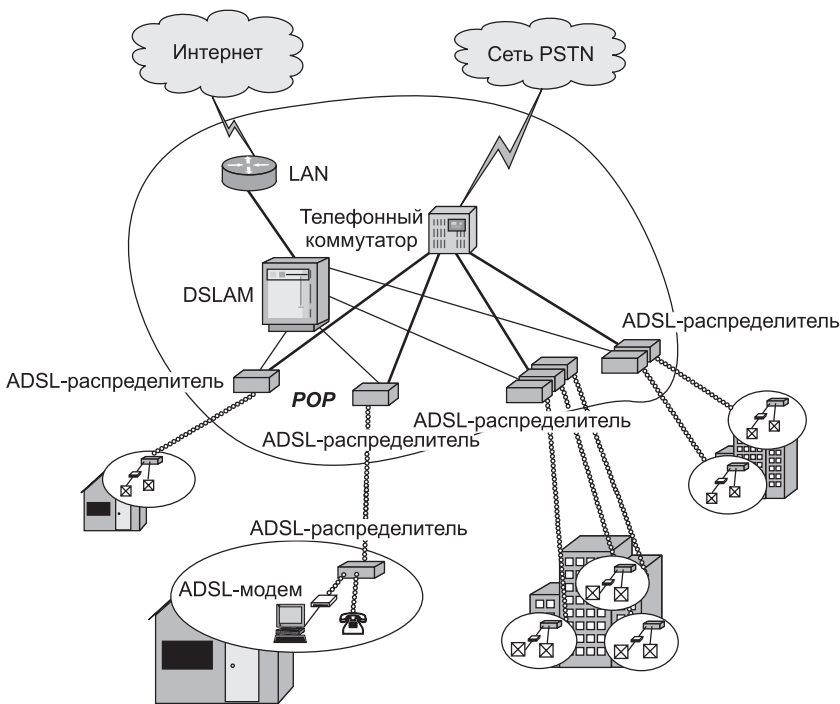 Интернет
Сеть PSTN
LAN
Телефонный
коммутатор
DSLAM
ADSL-распределитель
ADSL-распределитель
POP
ADSL-распределитель
ADSL-распределитель
ADSL-распределитель
ADSL-модем